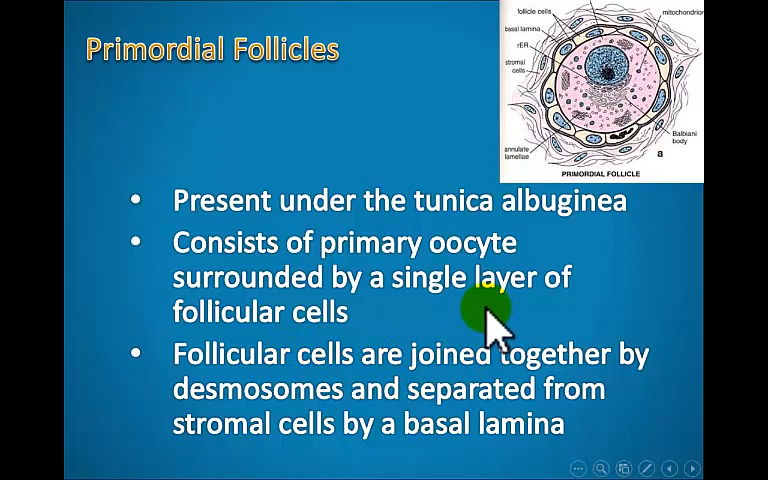 Primordial Follicles
follicle cells
mitochondrion
basal lamina
rER
stromal
cells
Balbiani
body
annulate
lamellae
a
PRIMORDIAL FOLLICLE
• Present under the tunica albuginea
• Consists of primary oocyte
surrounded by a single layer of
follicular cells
• Follicular cells are joined together by
desmosomes and separated from
stromal cells by a basal lamina